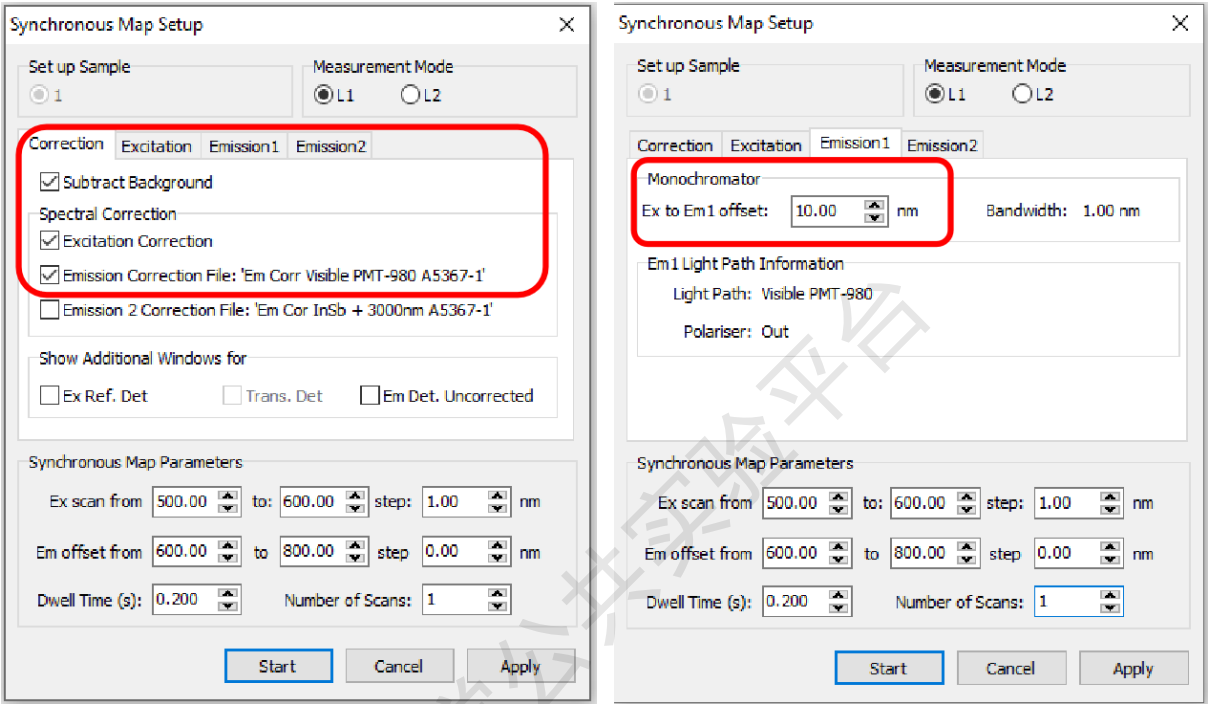 Synchronous Map Setup
Set up Sample
Measurement Mode
1
L1
L2
Correction Excitation Emission1 Emission2
Subtract Background
Spectral Correction
Excitation Correction
Emission Correction File: 'Em Corr Visible PMT-980 A5367-1'
Emission 2 Correction File: 'Em Cor InSb + 3000nm A5367-1'
Show Additional Windows for
Ex Ref. Det Trans. Det Em Det. Uncorrected
Synchronous Map Parameters
Ex scan from 500.00 to: 600.00 step: 1.00 nm
Em offset from 600.00 to 800.00 step 0.00 nm
Dwell Time (s): 0.200 Number of Scans: 1
Start Cancel Apply
Synchronous Map Setup
Set up Sample
Measurement Mode
1
L1
L2
Correction Excitation Emission1 Emission2
Monochromator
Ex to Em1 offset: 10.00 nm Bandwidth: 1.00 nm
Em1 Light Path Information
Light Path: Visible PMT-980
Polariser: Out
Synchronous Map Parameters
Ex scan from 500.00 to: 600.00 step: 1.00 nm
Em offset from 600.00 to 800.00 step 0.00 nm
Dwell Time (s): 0.200 Number of Scans: 1
Start Cancel Apply
公共实验平台